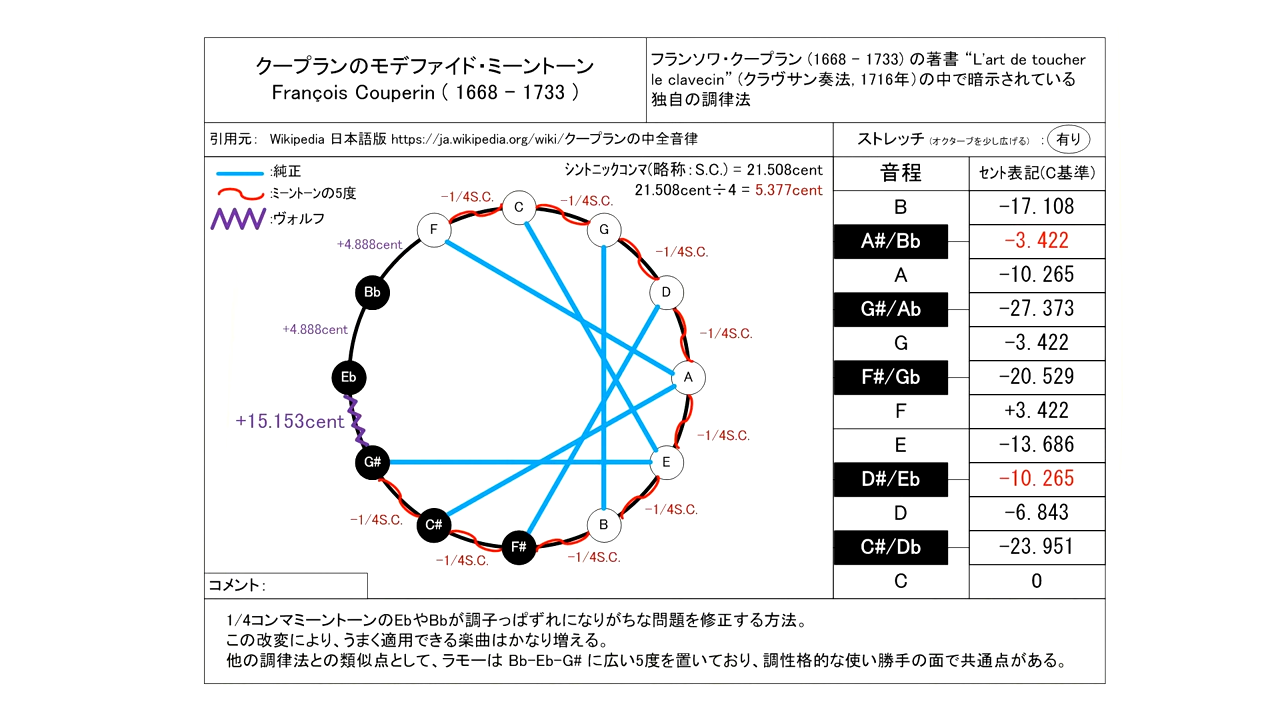 クープランのモデファイド・ミーントーン
François Couperin ( 1668 - 1733 )
フランソワ・クープラン (1668 - 1733) の著書 “L'art de toucher
le clavecin” (クラヴサン奏法, 1716年) の中で暗示されている
独自の調律法
引用元: Wikipedia 日本語版 https://ja.wikipedia.org/wiki/クープランの中全音律
ストレッチ (オクターブを少し広げる) : 有り
:純正
:ミーントーンの5度
:ヴォルフ
シントニックコンマ(略称:S.C.) = 21.508cent
21.508cent÷4 = 5.377cent
-1/4S.C.
-1/4S.C.
-1/4S.C.
-1/4S.C.
-1/4S.C.
-1/4S.C.
-1/4S.C.
-1/4S.C.
-1/4S.C.
+15.153cent
+4.888cent
+4.888cent
C
G
D
A
E
B
F#
C#
G#
Eb
Bb
F
音程 セント表記(C基準)
B -17.108
A#/Bb -3.422
A -10.265
G#/Ab -27.373
G -3.422
F#/Gb -20.529
F +3.422
E -13.686
D#/Eb -10.265
D -6.843
C#/Db -23.951
C 0
コメント:
1/4コンマミーントーンのEbやBbが調子っぱずれになりがちな問題を修正する方法。
この改変により、うまく適用できる楽曲はかなり増える。
他の調律法との類似点として、ラモーは Bb-Eb-G# に広い5度を置いており、調性格的な使い勝手の面で共通点がある。